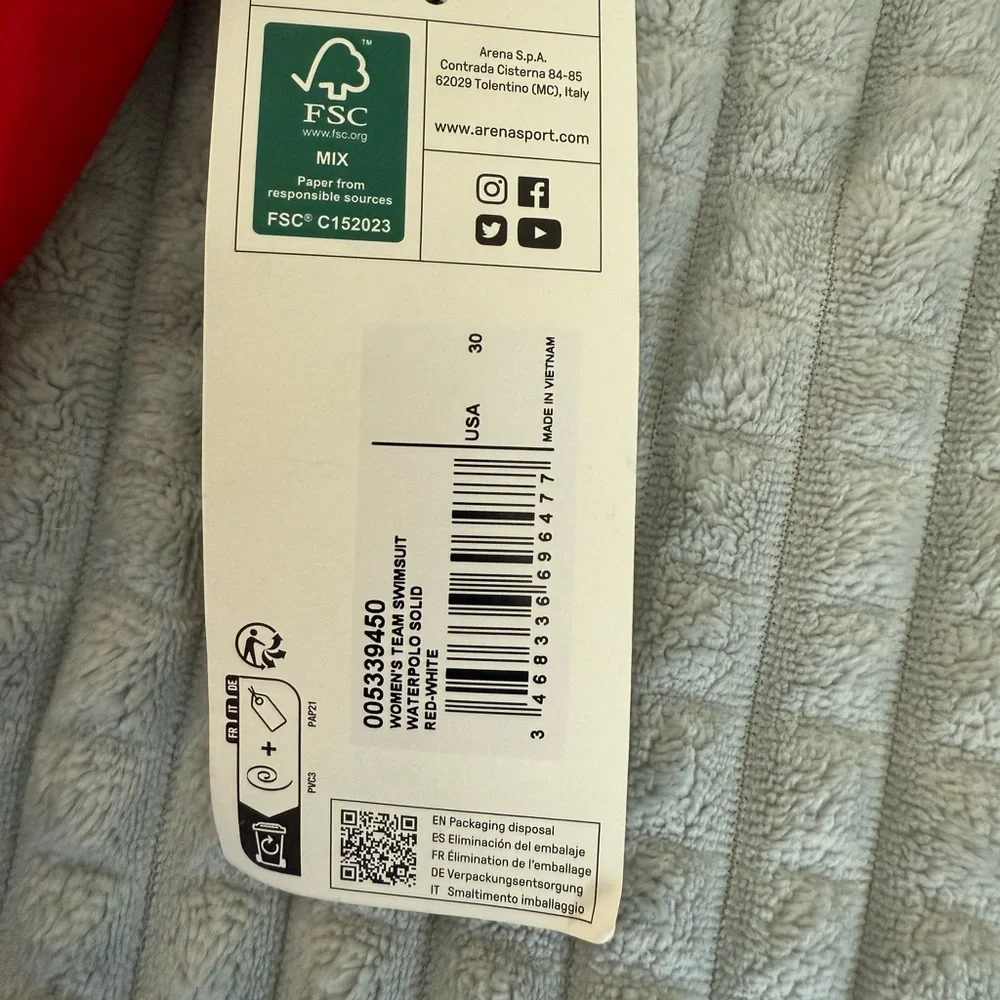 TM
FSC
www.fsc.org
MIX
Paper from
responsible sources
FSC® C152023
Arena S.p.A.
Contrada Cisterna 84-85
62029 Tolentino (MC), Italy
www.arenasport.com
005339450
WOMEN'S TEAM SWIMSUIT
WATERPOLO SOLID
RED-WHITE
USA 30
MADE IN VIETNAM
3 468336 696477
FR IT DE
PAP21
PVC3
EN Packaging disposal
ES Eliminación del embalaje
FR Élimination de l'emballage
DE Verpackungsentsorgung
IT Smaltimento imballaggio